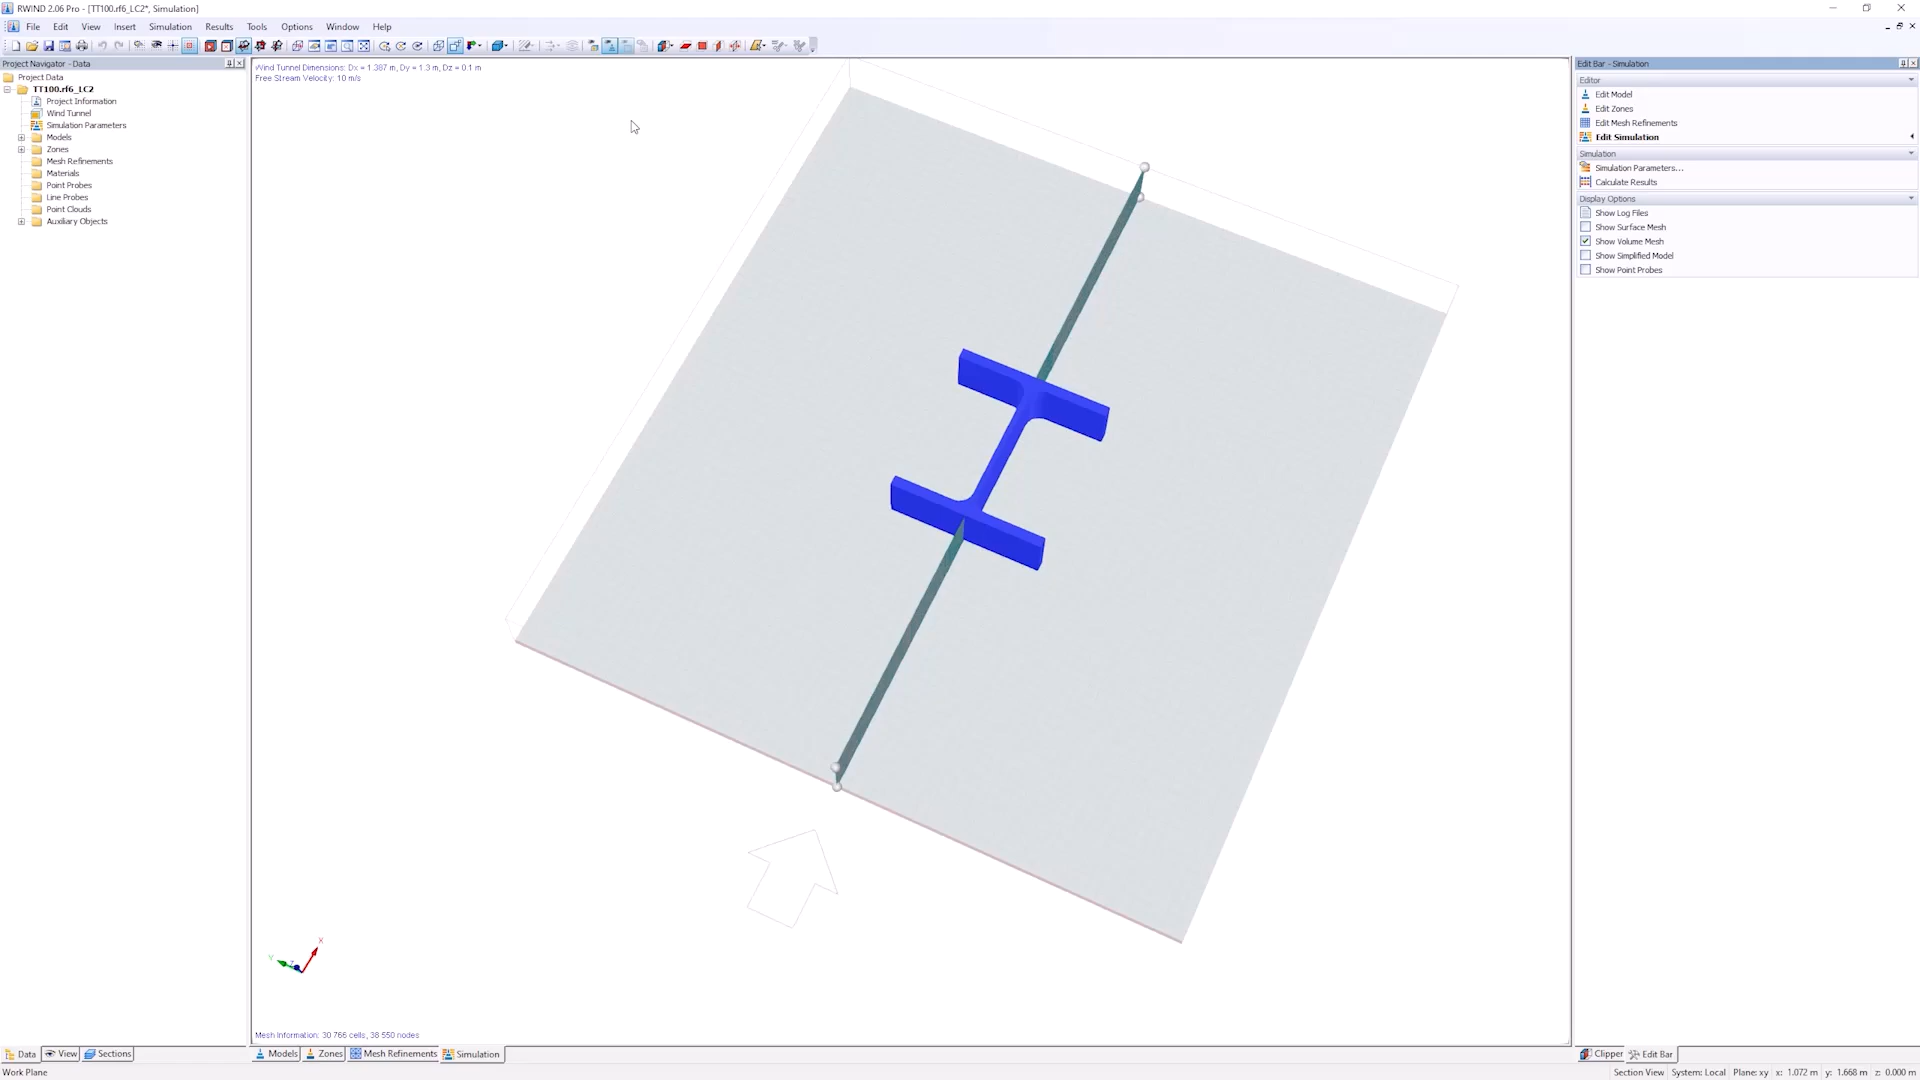 RWIND 2.06 Pro - [TT100.rf6_LC2*, Simulation]
File Edit View Insert Simulation Results Tools Options Window Help
Project Navigator - Data
Project Data
TT100.rf6_LC2
Project Information
Wind Tunnel
Simulation Parameters
Models
Zones
Mesh Refinements
Materials
Point Probes
Line Probes
Point Clouds
Auxiliary Objects
Wind Tunnel Dimensions: Dx = 1.387 m, Dy = 1.3 m, Dz = 0.1 m
Free Stream Velocity: 10 m/s
X
Y
Z
Mesh Information: 30 766 cells, 38 550 nodes
Edit Bar - Simulation
Editor
Edit Model
Edit Zones
Edit Mesh Refinements
Edit Simulation
Simulation
Simulation Parameters...
Calculate Results
Display Options
Show Log Files
Show Surface Mesh
Show Volume Mesh
Show Simplified Model
Show Point Probes
Data View Sections
Models Zones Mesh Refinements Simulation
Clipper Edit Bar
Work Plane
Section View System: Local Plane: xy x: 1.072 m y: 1.668 m z: 0.000 m